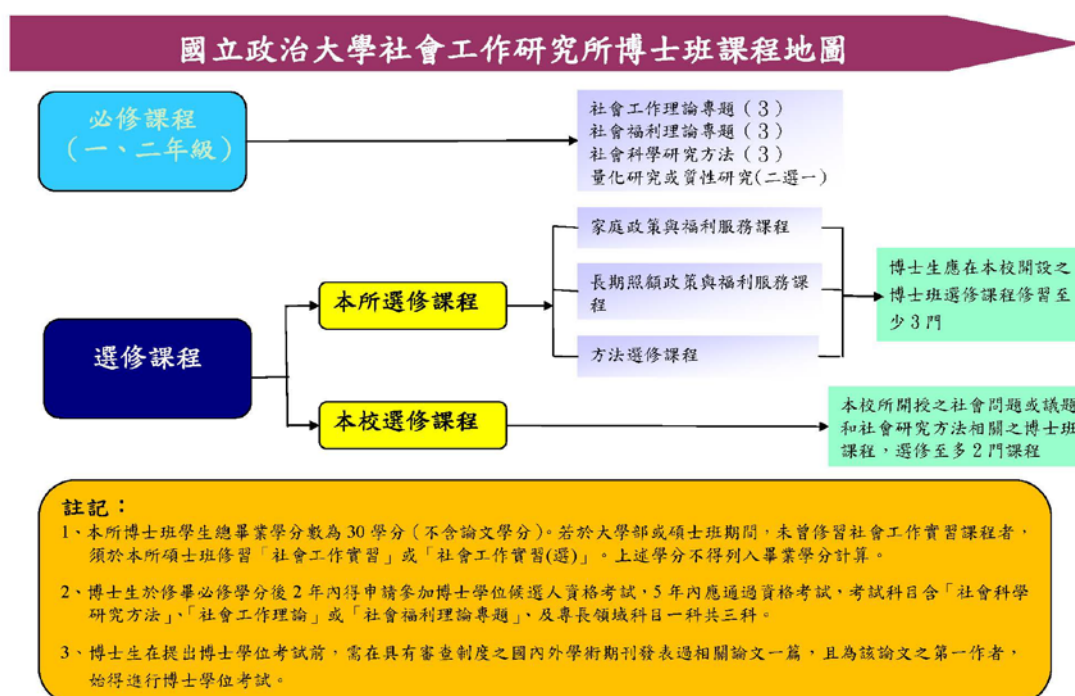 國立政治大學社會工作研究所博士班課程地圖
必修課程
（一、二年級）
社會工作理論專題（3）
社會福利理論專題（3）
社會科學研究方法（3）
量化研究或質性研究(二選一)
選修課程
本所選修課程
家庭政策與福利服務課程
長期照顧政策與福利服務課
程
方法選修課程
博士生應在本校開設之
博士班選修課程修習至
少3門
本校選修課程
本校所開授之社會問題或議題
和社會研究方法相關之博士班
課程，選修至多2門課程
註記：
1、本所博士班學生總畢業學分數為30學分（不含論文學分）。若於大學部或碩士班期間，未曾修習社會工作實習課程者，
須於本所碩士班修習「社會工作實習」或「社會工作實習(選)」。上述學分不得列入畢業學分計算。
2、博士生於修畢必修學分後2年內得申請參加博士學位候選人資格考試，5年內應通過資格考試，考試科目含「社會科學
研究方法」、「社會工作理論」或「社會福利理論專題」、及專長領域科目一科共三科。
3、博士生在提出博士學位考試前，需在具有審查制度之國內外學術期刊發表過相關論文一篇，且為該論文之第一作者，
始得進行博士學位考試。